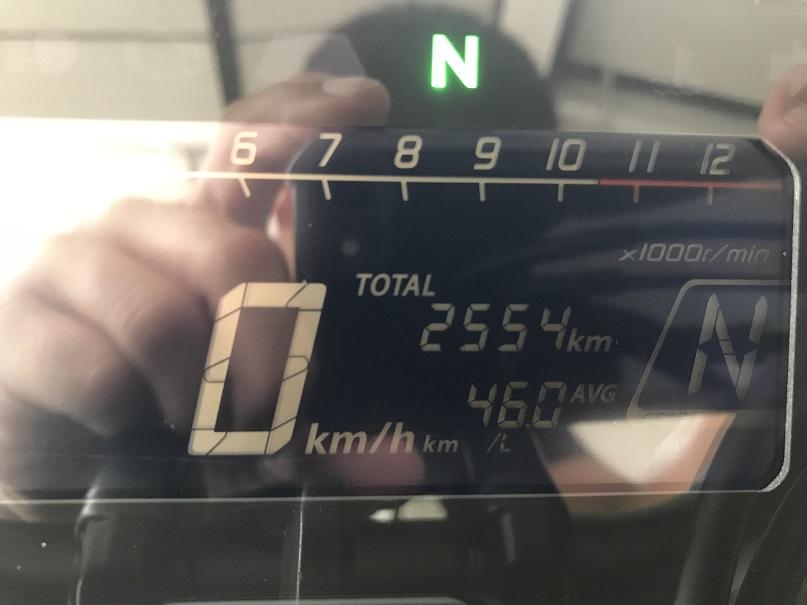 N
6 7 8 9 10 11 12
x1000r/min
TOTAL
2554km
N
46.0 AVG
0 km/h km/L